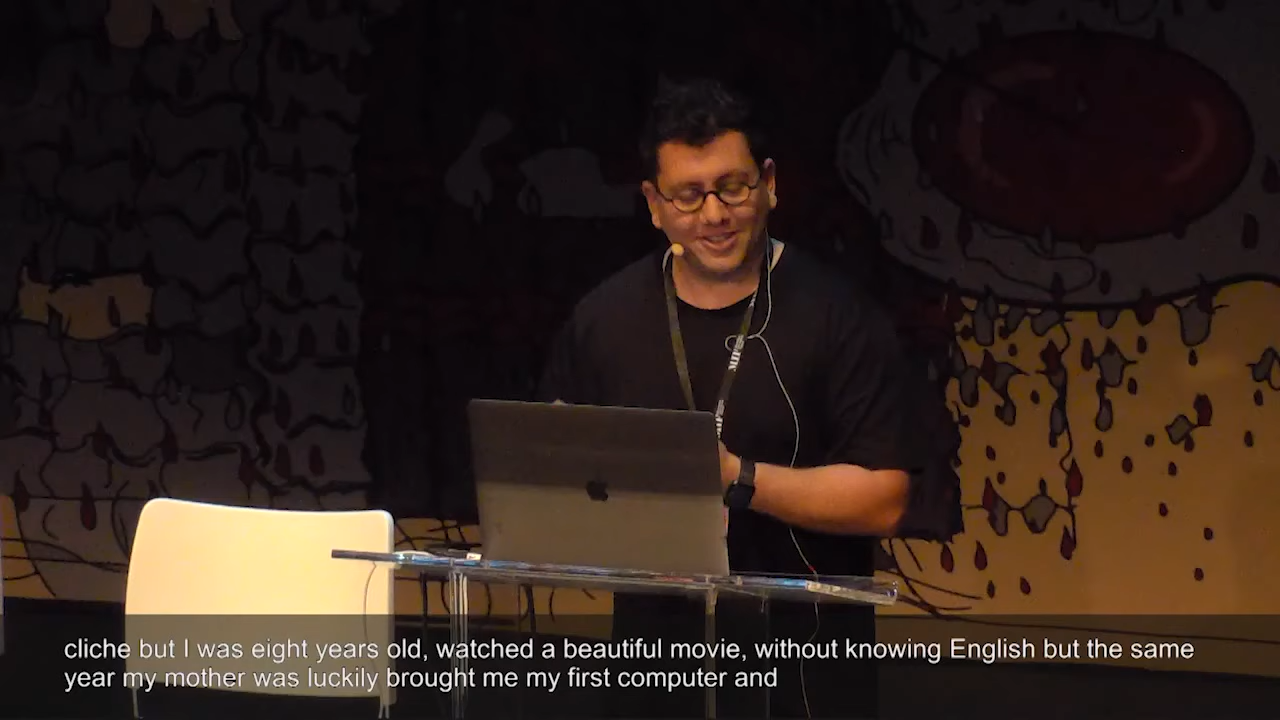 cliche but I was eight years old, watched a beautiful movie, without knowing English but the same
year my mother was luckily brought me my first computer and